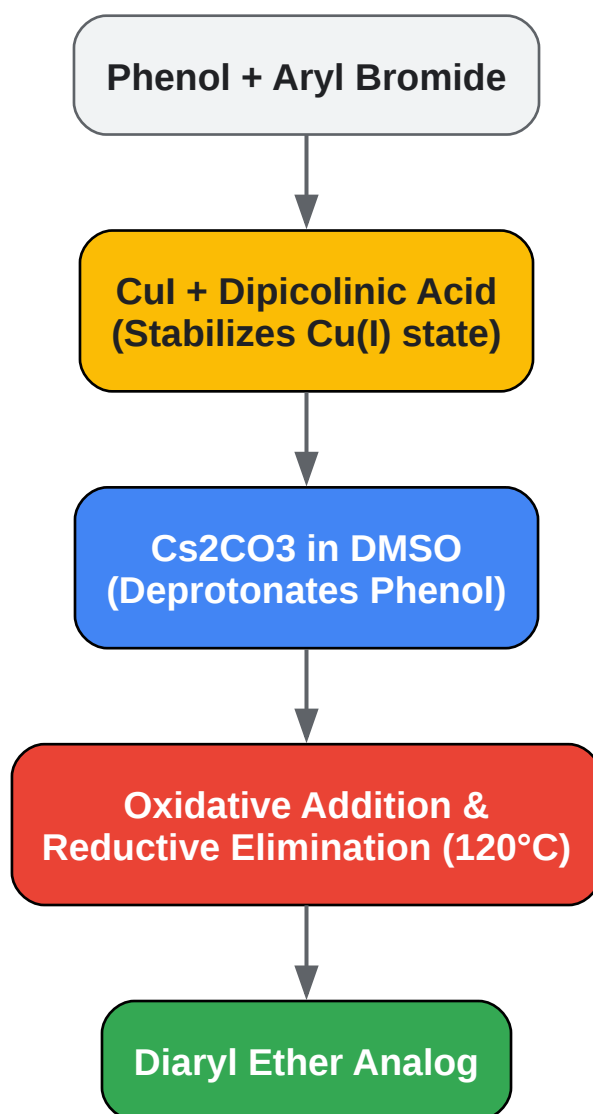 Phenol + Aryl Bromide
CuI + Dipicolinic Acid
(Stabilizes Cu(I) state)
Cs2CO3 in DMSO
(Deprotonates Phenol)
Oxidative Addition &
Reductive Elimination (120°C)
Diaryl Ether Analog